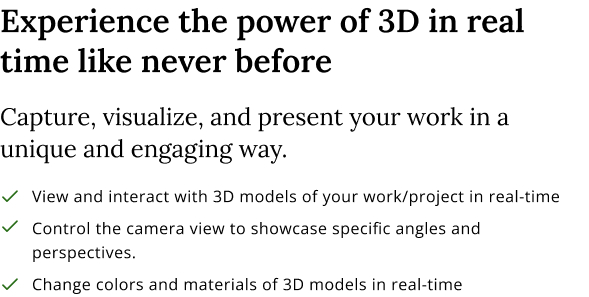 Experience the power of 3D in real
time like never before
Capture, visualize, and present your work in a
unique and engaging way.
View and interact with 3D models of your work/project in real-time
Control the camera view to showcase specific angles and
perspectives.
Change colors and materials of 3D models in real-time